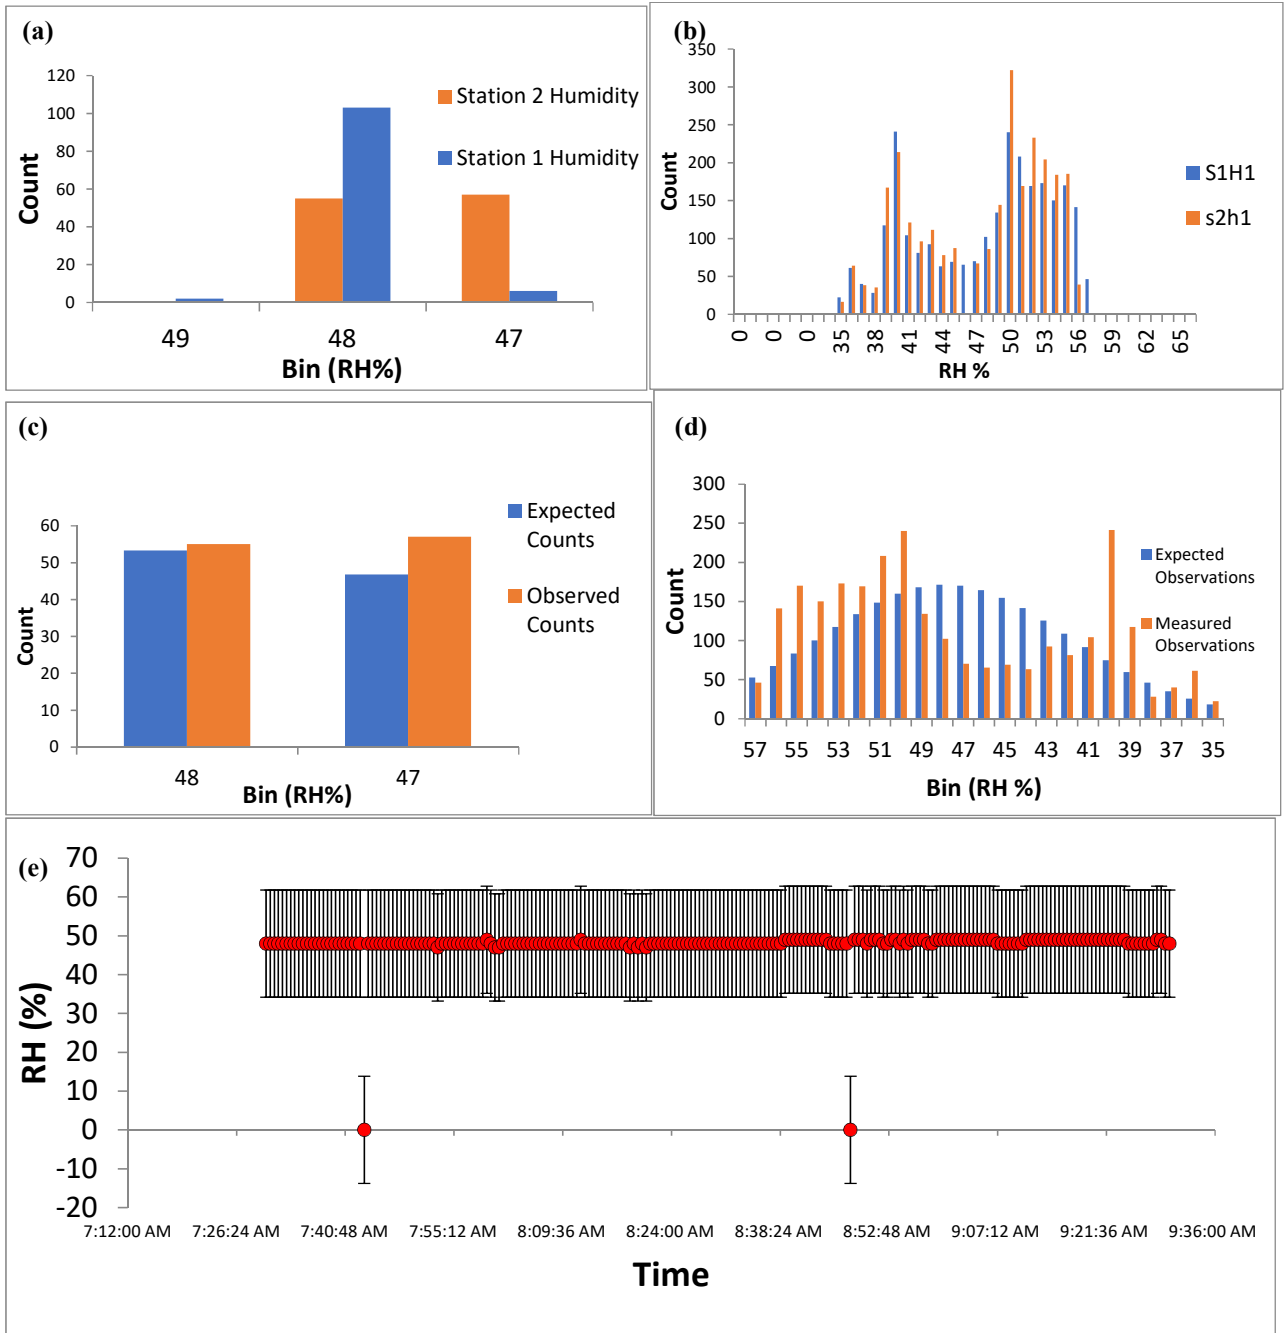 (a)
120
100
80
60
40
20
0
Count
49 48 47
Bin (RH%)
Station 2 Humidity
Station 1 Humidity
(b)
350
300
250
200
150
100
50
0
Count
0 0 0 35 38 41 44 47 50 53 56 59 62 65
RH %
S1H1
s2h1
(c)
60
50
40
30
20
10
0
Count
48 47
Bin (RH%)
Expected
Counts
Observed
Counts
(d)
300
250
200
150
100
50
0
Count
57 55 53 51 49 47 45 43 41 39 37 35
Bin (RH %)
Expected
Observations
Measured
Observations
(e)
70
60
50
40
30
20
10
0
-10
-20
RH (%)
7:12:00 AM 7:26:24 AM 7:40:48 AM 7:55:12 AM 8:09:36 AM 8:24:00 AM 8:38:24 AM 8:52:48 AM 9:07:12 AM 9:21:36 AM 9:36:00 AM
Time